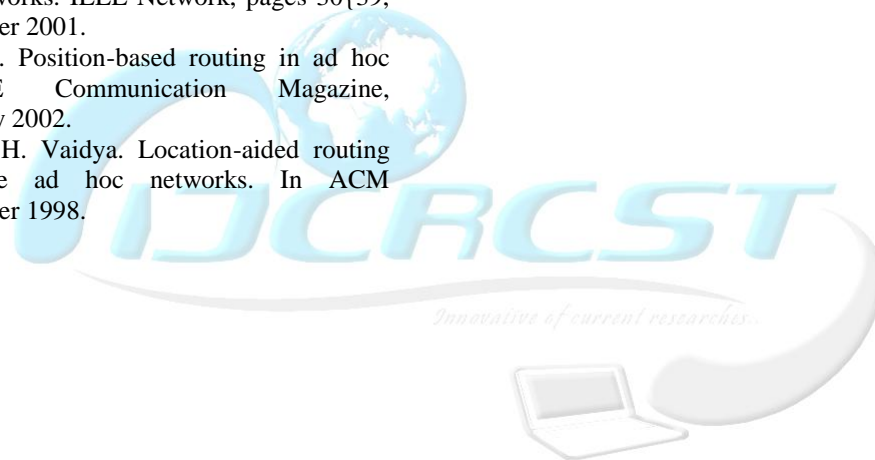 works. IEEE Network, pages 30{39,
er 2001.
. Position-based routing in ad hoc
E Communication Magazine,
y 2002.
H. Vaidya. Location-aided routing
e ad hoc networks. In ACM
er 1998.
IJCRCST
Innovative of current researches..